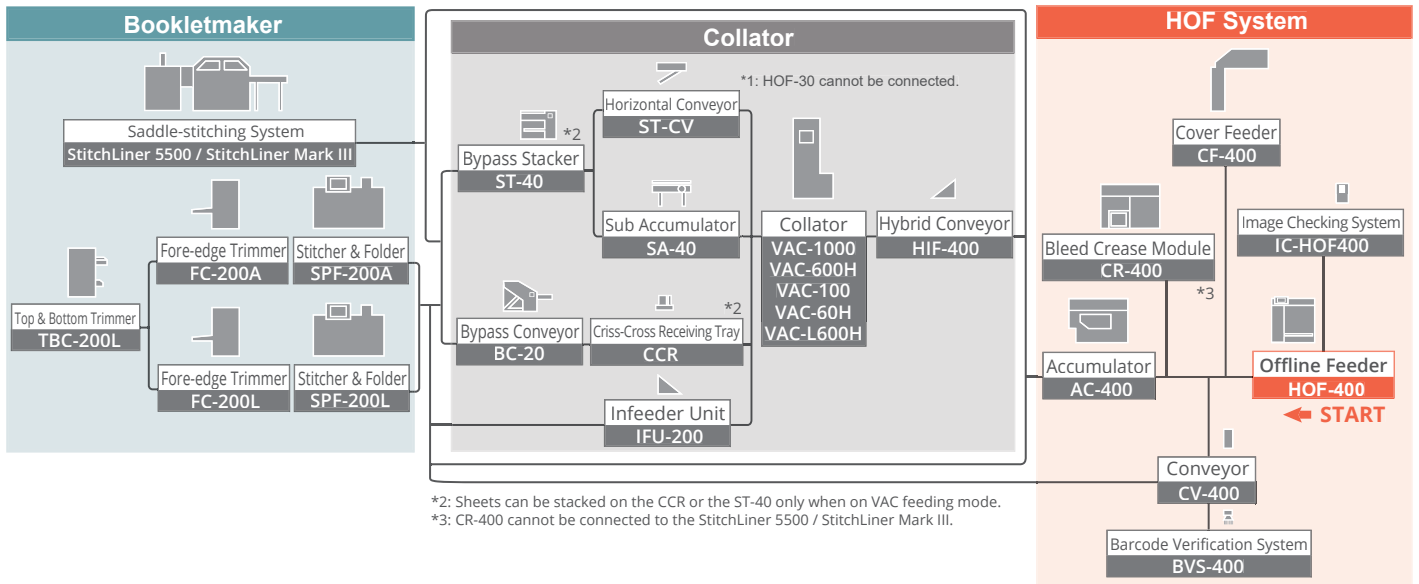 Bookletmaker
Saddle-stitching System
StitchLiner 5500 / StitchLiner Mark III
Fore-edge Trimmer
FC-200A
Stitcher & Folder
SPF-200A
Top & Bottom Trimmer
TBC-200L
Fore-edge Trimmer
FC-200L
Stitcher & Folder
SPF-200L
Collator
*1: HOF-30 cannot be connected.
Horizontal Conveyor
ST-CV
*2
Bypass Stacker
ST-40
Sub Accumulator
SA-40
Collator
VAC-1000
VAC-600H
VAC-100
VAC-60H
VAC-L600H
Hybrid Conveyor
HIF-400
Bypass Conveyor
BC-20
*2
Criss-Cross Receiving Tray
CCR
Infeeder Unit
IFU-200
*2: Sheets can be stacked on the CCR or the ST-40 only when on VAC feeding mode.
*3: CR-400 cannot be connected to the StitchLiner 5500 / StitchLiner Mark III.
HOF System
Cover Feeder
CF-400
Image Checking System
IC-HOF400
Bleed Crease Module
CR-400
*3
Accumulator
AC-400
Offline Feeder
HOF-400
START
Conveyor
CV-400
Barcode Verification System
BVS-400